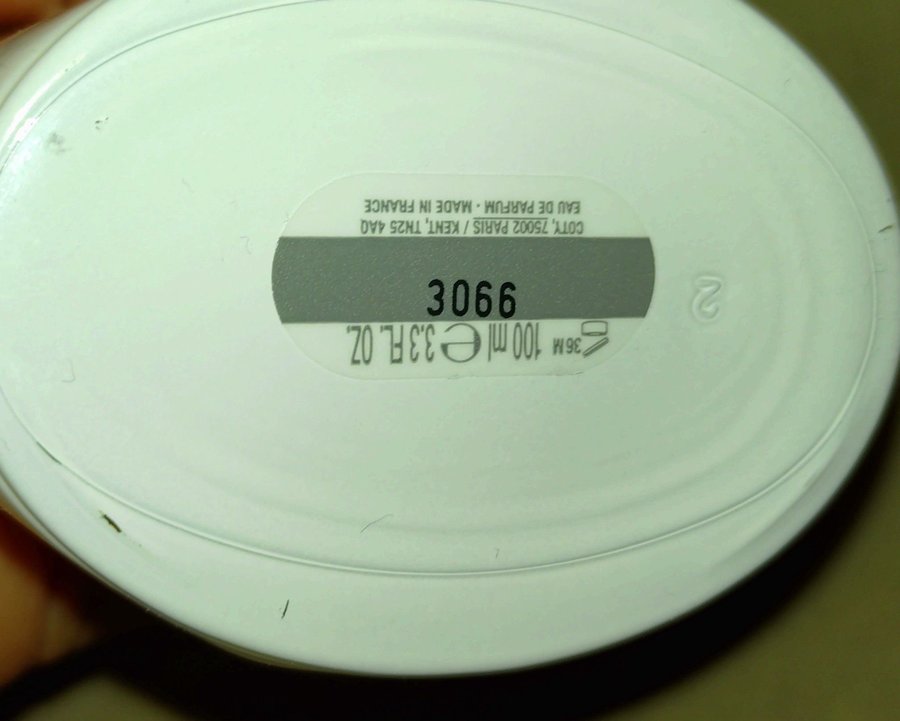 36M 100 ml ℮ 3.3 FL. OZ.
3066
COTY, 75002 PARIS / KENT, TN25 4AQ
EAU DE PARFUM · MADE IN FRANCE
2